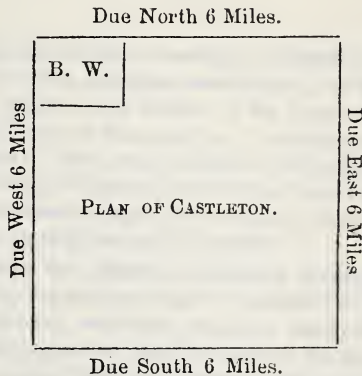 Due North 6 Miles.
B. W.
Due West 6 Miles
PLAN OF CASTLETON.
Due East 6 Miles
Due South 6 Miles.